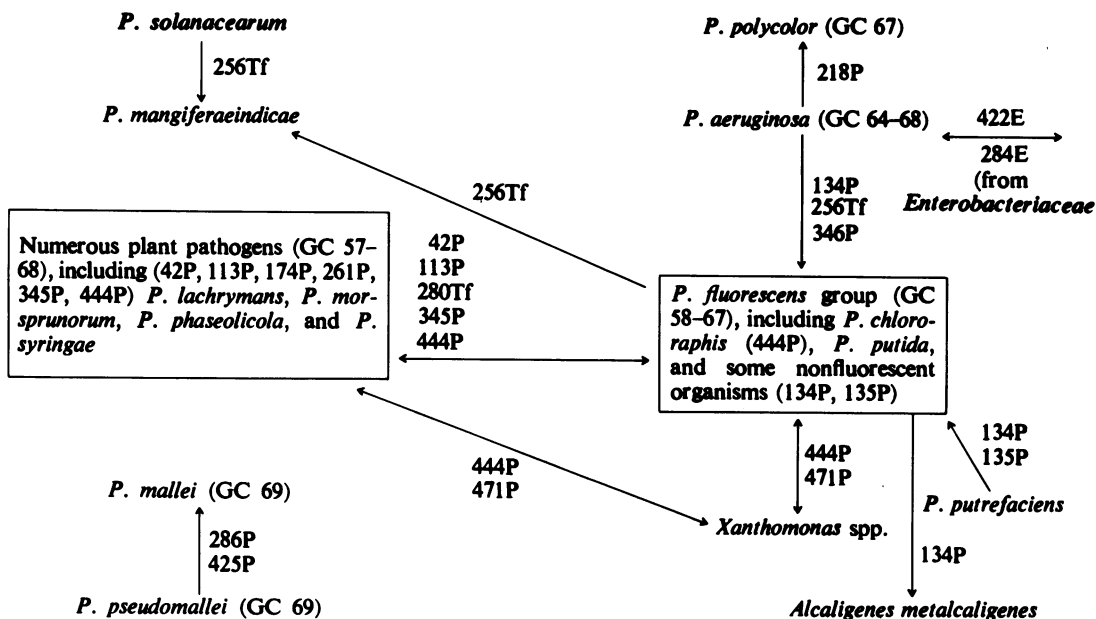 P. solanacearum
256Tf
P. mangiferaeindicae
P. polycolor (GC 67)
218P
P. aeruginosa (GC 64–68)
422E
284E
(from
Enterobacteriaceae
134P
256Tf
346P
256Tf
Numerous plant pathogens (GC 57–
68), including (42P, 113P, 174P, 261P,
345P, 444P) P. lachrymans, P. mor-
sprunorum, P. phaseolicola, and P.
syringae
42P
113P
280Tf
345P
444P
P. fluorescens group (GC
58–67), including P. chloro-
raphis (444P), P. putida,
and some nonfluorescent
organisms (134P, 135P)
444P
471P
444P
471P
134P
135P
P. putrefaciens
Xanthomonas spp.
134P
Alcaligenes metalcaligenes
P. mallei (GC 69)
286P
425P
P. pseudomallei (GC 69)